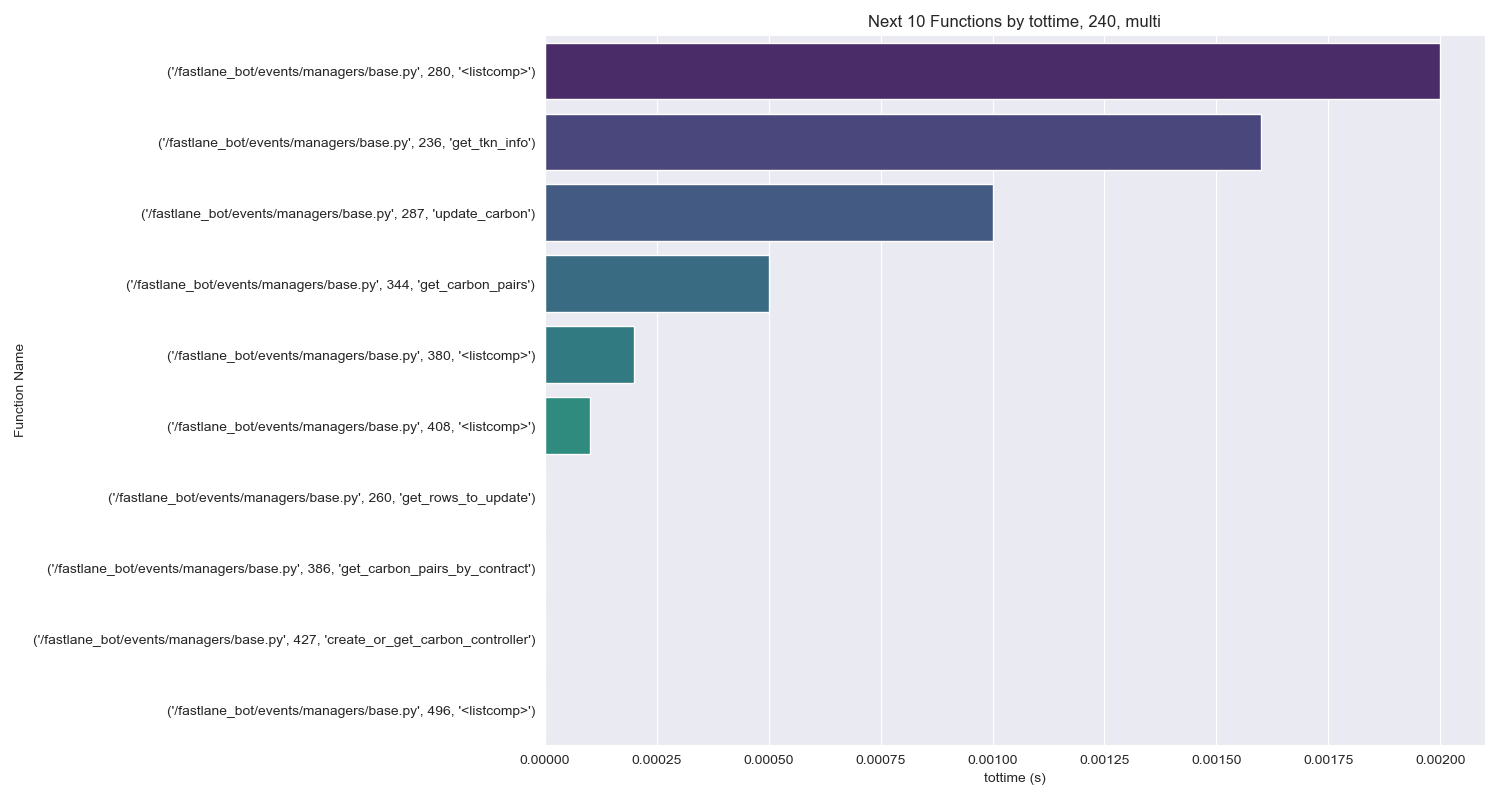 Next 10 Functions by tottime, 240, multi
('/fastlane_bot/events/managers/base.py', 280, '<listcomp>')
('/fastlane_bot/events/managers/base.py', 236, 'get_tkn_info')
('/fastlane_bot/events/managers/base.py', 287, 'update_carbon')
('/fastlane_bot/events/managers/base.py', 344, 'get_carbon_pairs')
('/fastlane_bot/events/managers/base.py', 380, '<listcomp>')
('/fastlane_bot/events/managers/base.py', 408, '<listcomp>')
('/fastlane_bot/events/managers/base.py', 260, 'get_rows_to_update')
('/fastlane_bot/events/managers/base.py', 386, 'get_carbon_pairs_by_contract')
('/fastlane_bot/events/managers/base.py', 427, 'create_or_get_carbon_controller')
('/fastlane_bot/events/managers/base.py', 496, '<listcomp>')
Function Name
0.00000 0.00025 0.00050 0.00075 0.00100 0.00125 0.00150 0.00175 0.00200
tottime (s)